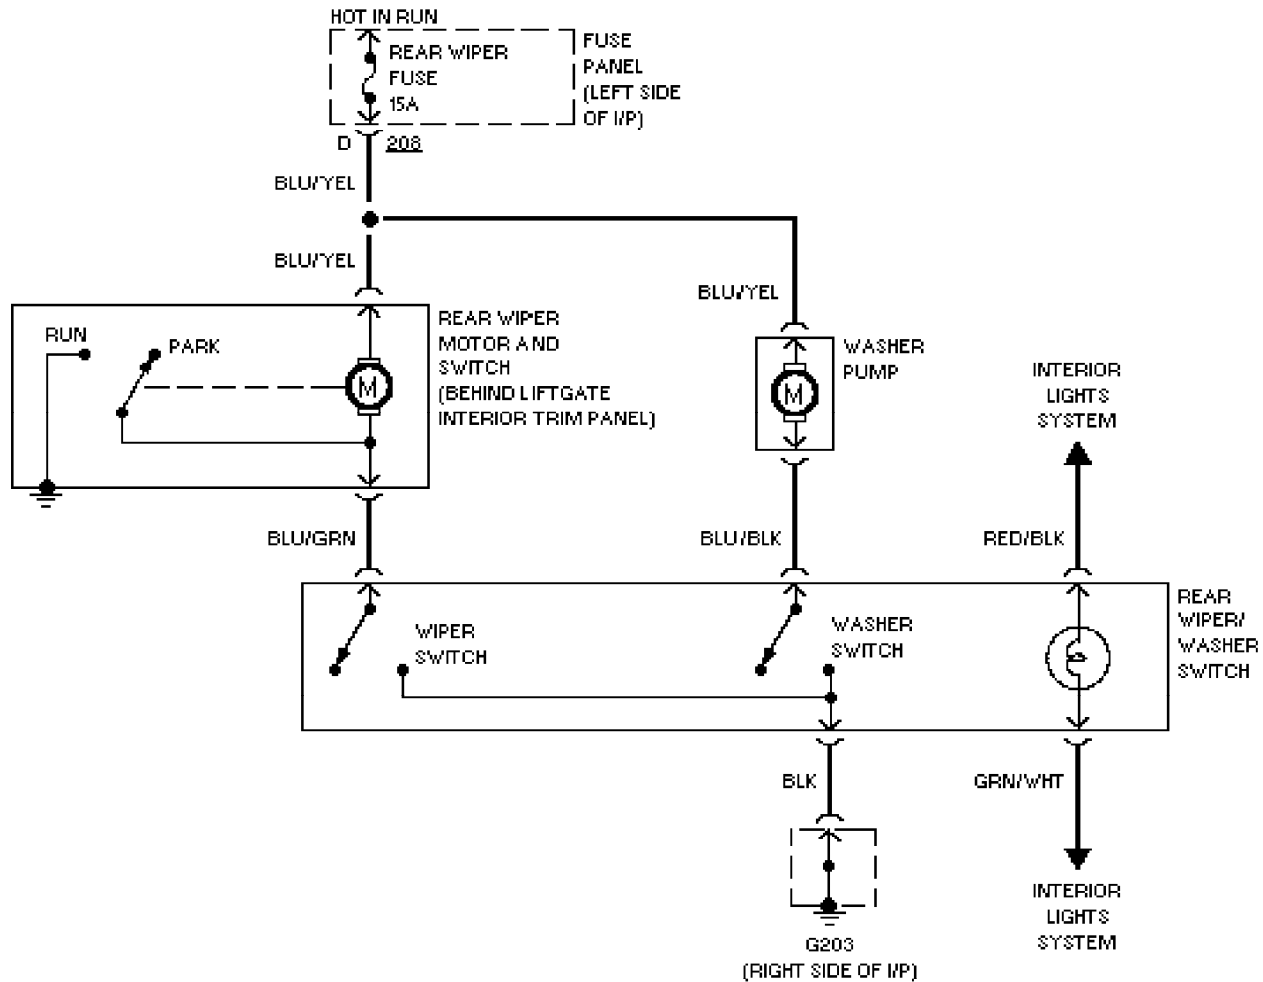 HOT IN RUN
REAR WIPER
FUSE
15A
FUSE
PANEL
(LEFT SIDE
OF I/P)
D 208
BLU/YEL
BLU/YEL
BLU/YEL
RUN
PARK
M
REAR WIPER
MOTOR AND
SWITCH
(BEHIND LIFTGATE
INTERIOR TRIM PANEL)
M
WASHER
PUMP
INTERIOR
LIGHTS
SYSTEM
BLU/GRN
BLU/BLK
RED/BLK
WIPER
SWITCH
WASHER
SWITCH
REAR
WIPER/
WASHER
SWITCH
BLK
GRN/WHT
G203
(RIGHT SIDE OF I/P)
INTERIOR
LIGHTS
SYSTEM